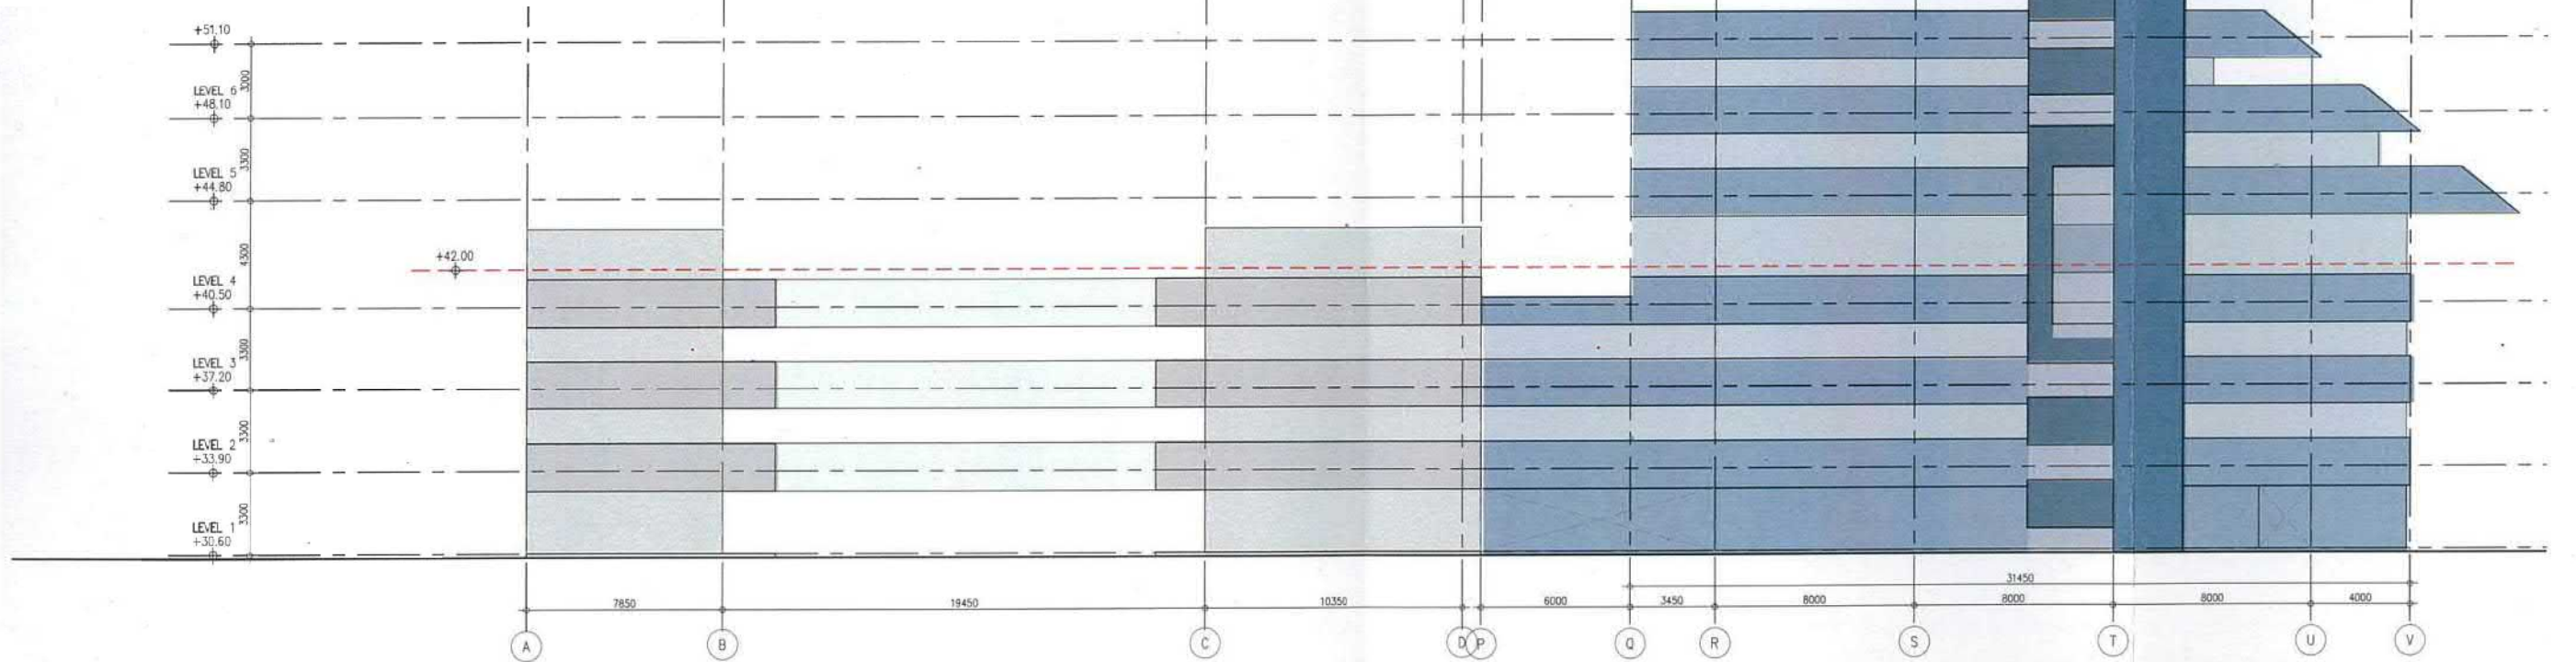 +51.10
3000
LEVEL 6
+48.10
3300
LEVEL 5
+44.80
4300
+42.00
LEVEL 4
+40.50
3300
LEVEL 3
+37.20
3300
LEVEL 2
+33.90
3300
LEVEL 1
+30.60
31450
7850 19450 10350 6000 3450 8000 8000 8000 4000
A B C D P Q R S T U V